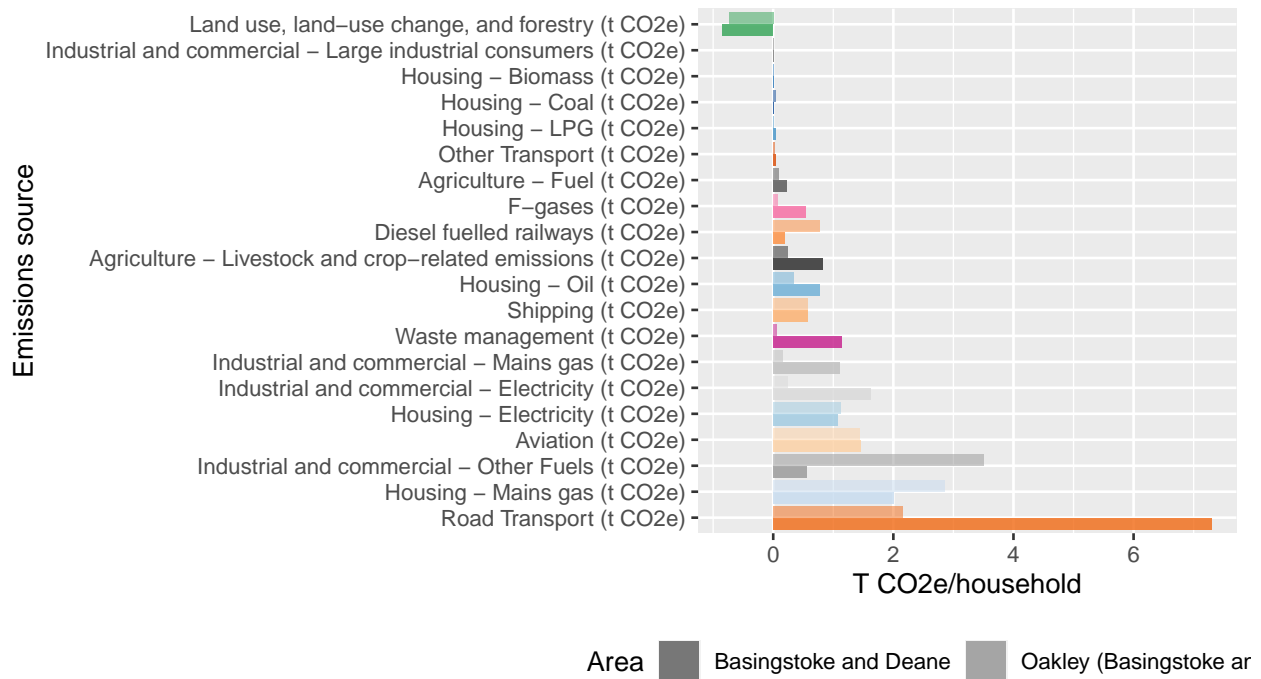 Emissions source
Land use, land−use change, and forestry (t CO2e)
Industrial and commercial − Large industrial consumers (t CO2e)
Housing − Biomass (t CO2e)
Housing − Coal (t CO2e)
Housing − LPG (t CO2e)
Other Transport (t CO2e)
Agriculture − Fuel (t CO2e)
F−gases (t CO2e)
Diesel fuelled railways (t CO2e)
Agriculture − Livestock and crop−related emissions (t CO2e)
Housing − Oil (t CO2e)
Shipping (t CO2e)
Waste management (t CO2e)
Industrial and commercial − Mains gas (t CO2e)
Industrial and commercial − Electricity (t CO2e)
Housing − Electricity (t CO2e)
Aviation (t CO2e)
Industrial and commercial − Other Fuels (t CO2e)
Housing − Mains gas (t CO2e)
Road Transport (t CO2e)
0 2 4 6
T CO2e/household
Area Basingstoke and Deane Oakley (Basingstoke